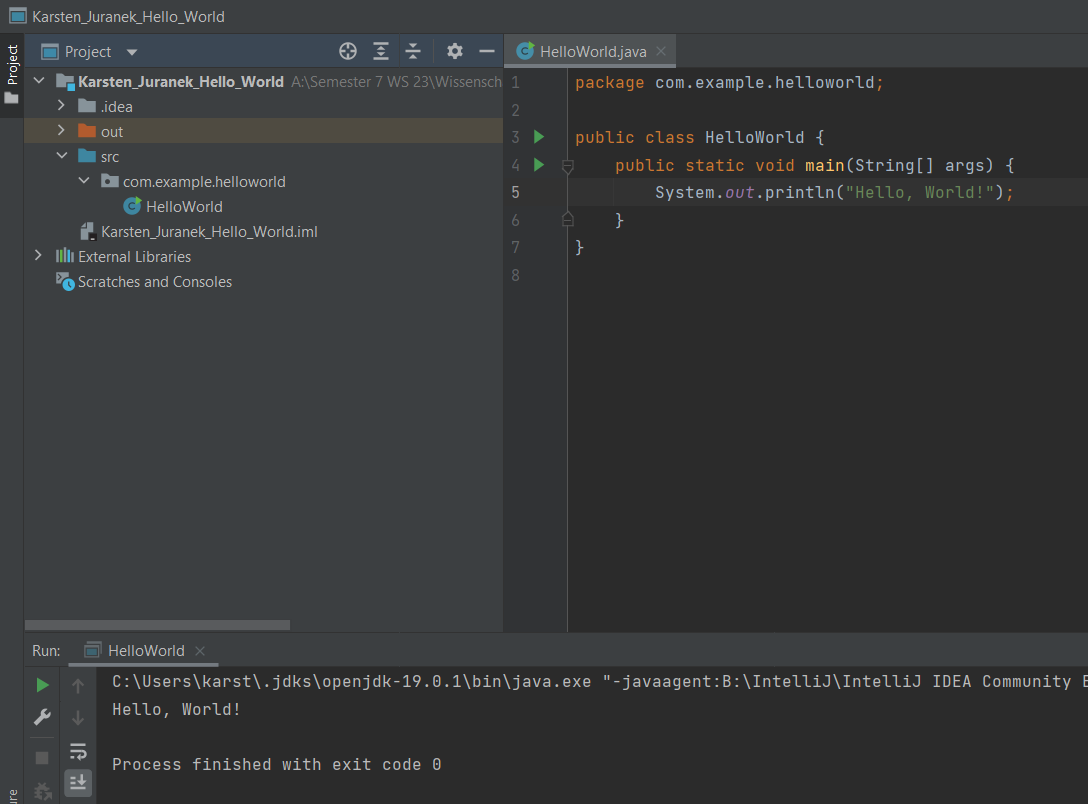 Karsten_Juranek_Hello_World
Project
Project
Karsten_Juranek_Hello_World A:\Semester 7 WS 23\Wissensch
.idea
out
src
com.example.helloworld
HelloWorld
Karsten_Juranek_Hello_World.iml
External Libraries
Scratches and Consoles
HelloWorld.java
1 package com.example.helloworld;
2
3 public class HelloWorld {
4 public static void main(String[] args) {
5 System.out.println("Hello, World!");
6 }
7 }
8
Run: HelloWorld
C:\Users\karst\.jdks\openjdk-19.0.1\bin\java.exe "-javaagent:B:\IntelliJ\IntelliJ IDEA Community E
Hello, World!
Process finished with exit code 0